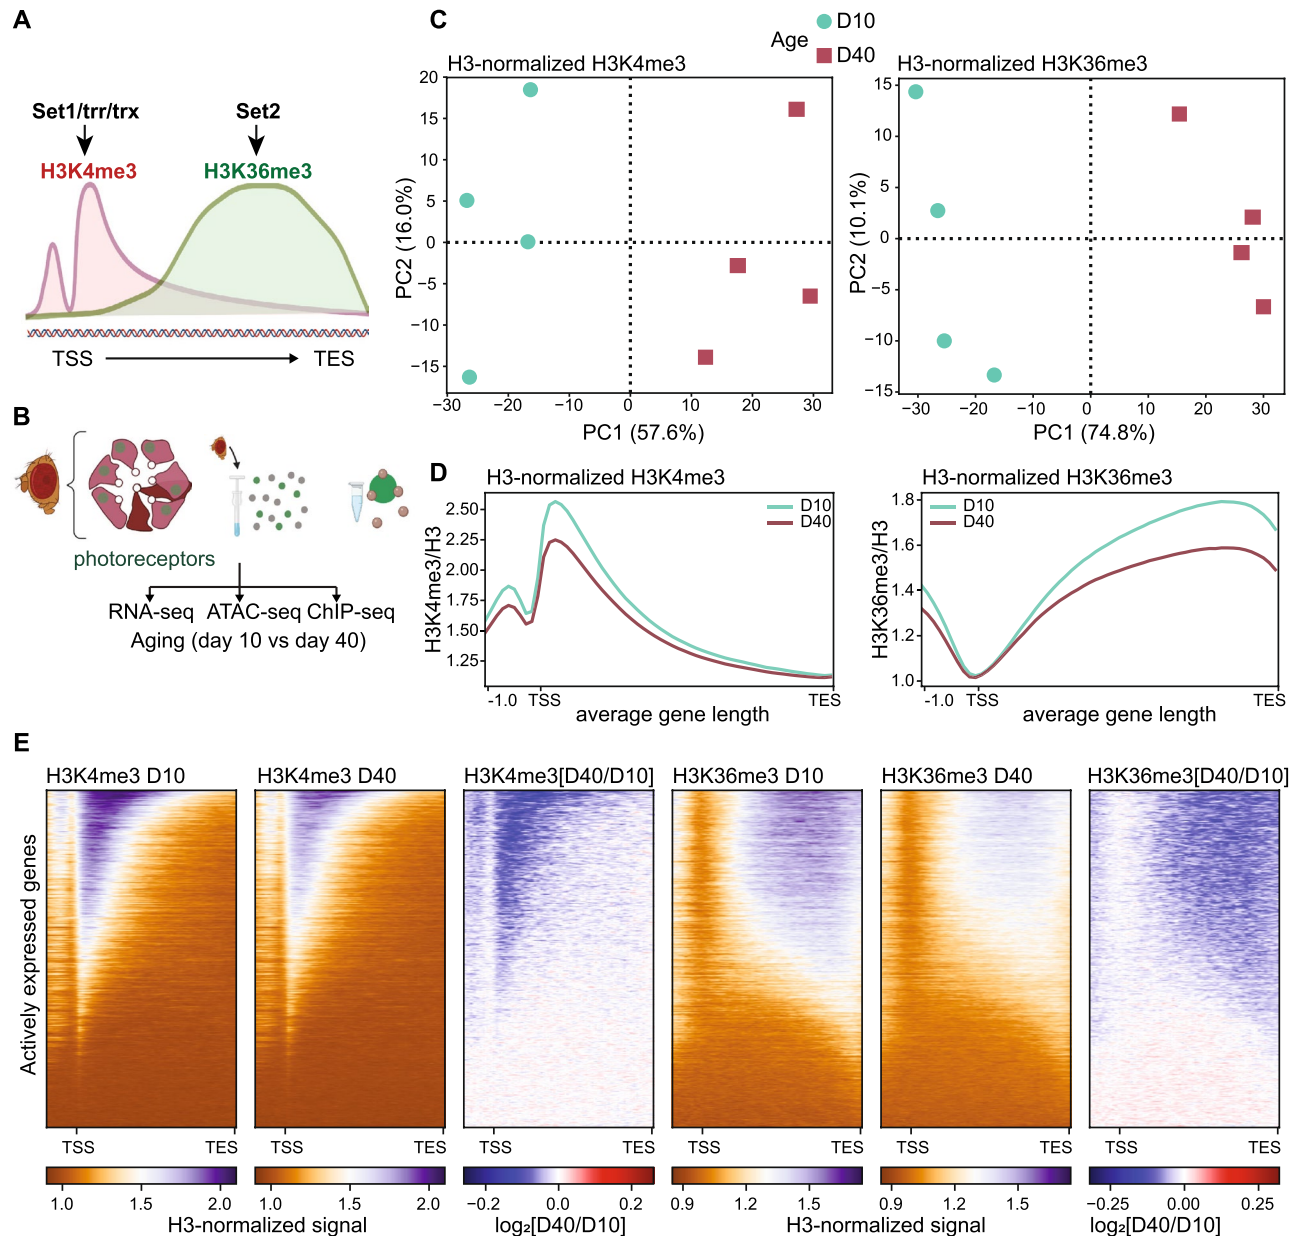 A
Set1/trr/trx
Set2
H3K4me3
H3K36me3
TSS
TES
B
photoreceptors
RNA-seq ATAC-seq ChIP-seq
Aging (day 10 vs day 40)
C
Age
D10
D40
H3-normalized H3K4me3
20
15
10
5
0
−5
−10
−15
PC2 (16.0%)
−30 −20 −10 0 10 20 30
PC1 (57.6%)
H3-normalized H3K36me3
15
10
5
0
−5
−10
−15
PC2 (10.1%)
−30 −20 −10 0 10 20 30
PC1 (74.8%)
D
H3-normalized H3K4me3
D10
D40
2.50
2.25
2.00
1.75
1.50
1.25
H3K4me3/H3
-1.0 TSS TES
average gene length
H3-normalized H3K36me3
D10
D40
1.8
1.6
1.4
1.2
1.0
H3K36me3/H3
-1.0 TSS TES
average gene length
E
Actively expressed genes
H3K4me3 D10
H3K4me3 D40
H3K4me3[D40/D10]
H3K36me3 D10
H3K36me3 D40
H3K36me3[D40/D10]
TSS TES
TSS TES
TSS TES
TSS TES
TSS TES
TSS TES
1.0 1.5 2.0
1.0 1.5 2.0
−0.2 0.0 0.2
0.9 1.2 1.5
0.9 1.2 1.5
−0.25 0.00 0.25
H3-normalized signal
log₂[D40/D10]
H3-normalized signal
log₂[D40/D10]